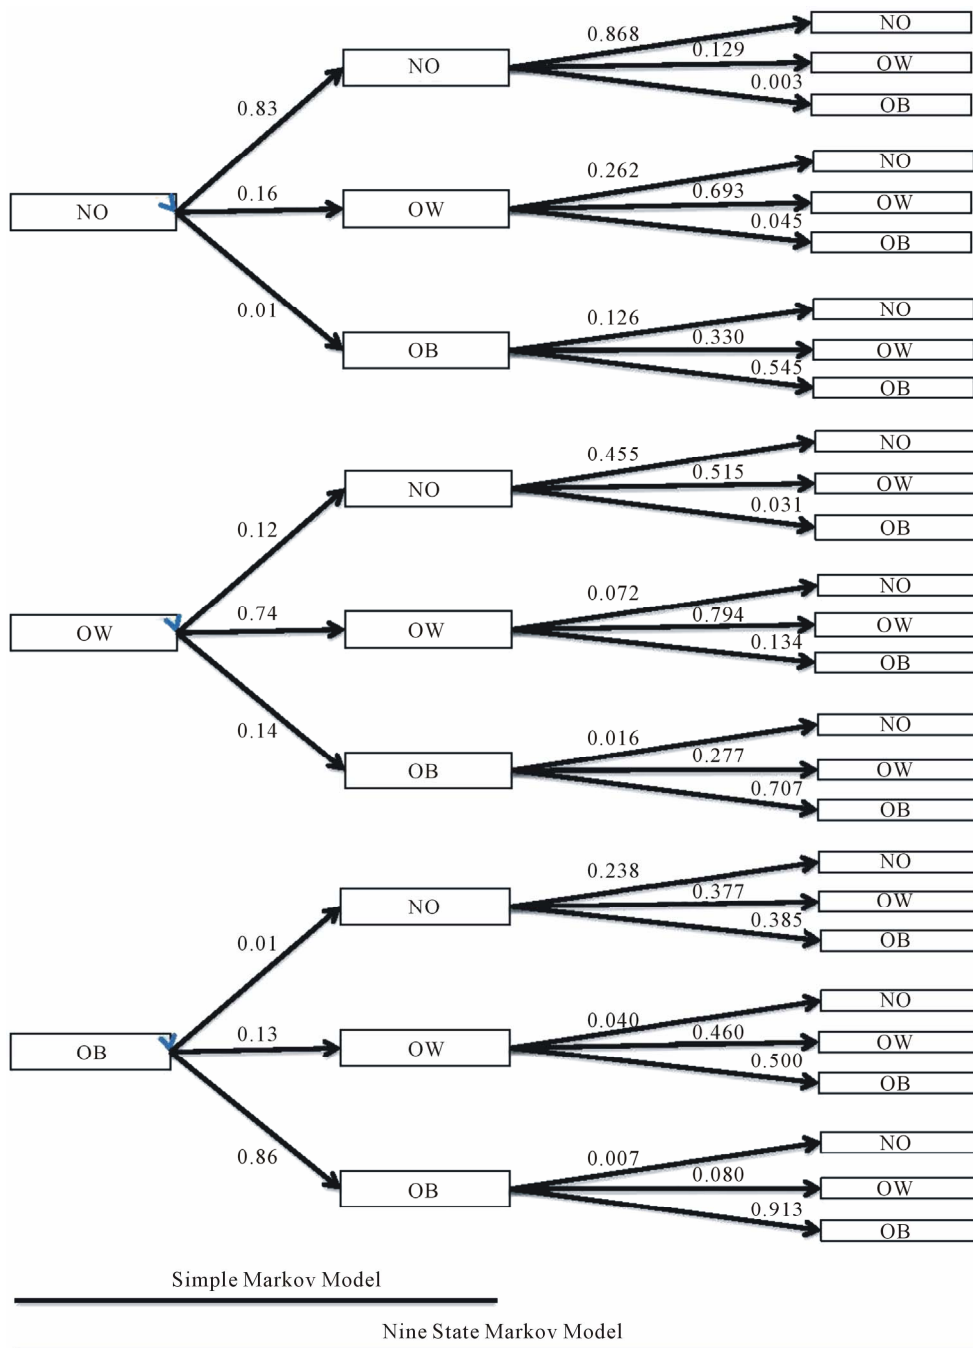 NO
0.868
0.129
NO
OW
0.003
OB
0.83
NO
0.262
0.693
NO
0.16
OW
OW
0.045
OB
0.01
NO
0.126
0.330
OB
OW
0.545
OB
NO
0.455
0.515
NO
OW
0.031
OB
0.12
NO
0.072
0.794
OW
0.74
OW
OW
0.134
OB
0.14
NO
0.016
0.277
OB
OW
0.707
OB
NO
0.238
0.377
NO
OW
0.385
OB
0.01
NO
0.040
0.460
OB
0.13
OW
OW
0.500
OB
0.86
NO
0.007
0.080
OB
OW
0.913
OB
Simple Markov Model
Nine State Markov Model